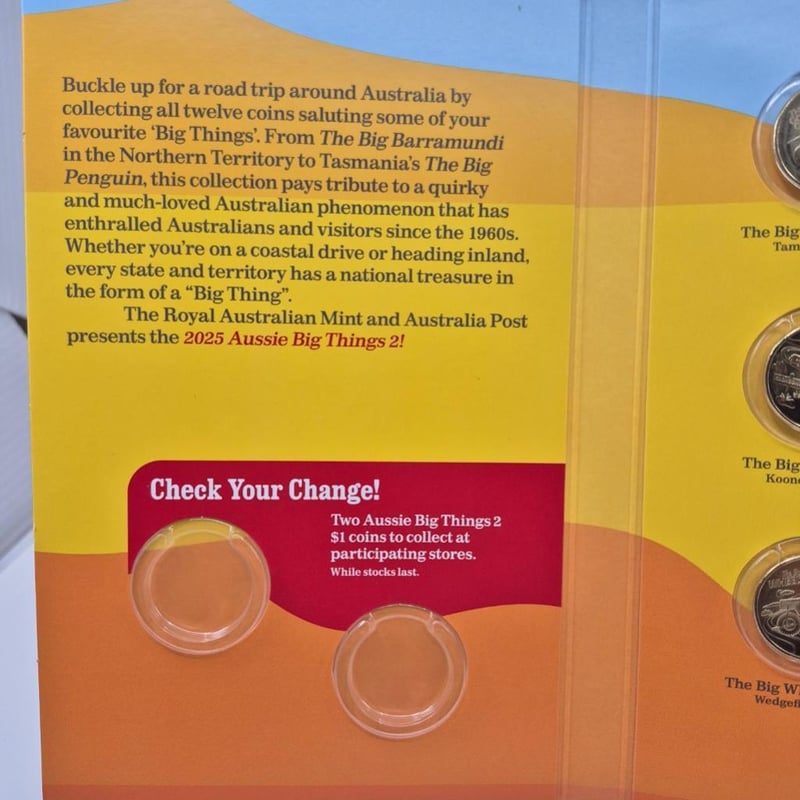 Buckle up for a road trip around Australia by
collecting all twelve coins saluting some of your
favourite ‘Big Things’. From The Big Barramundi
in the Northern Territory to Tasmania’s The Big
Penguin, this collection pays tribute to a quirky
and much-loved Australian phenomenon that has
enthralled Australians and visitors since the 1960s.
Whether you’re on a coastal drive or heading inland,
every state and territory has a national treasure in
the form of a “Big Thing”.
The Royal Australian Mint and Australia Post
presents the 2025 Aussie Big Things 2!
Check Your Change!
Two Aussie Big Things 2
$1 coins to collect at
participating stores.
While stocks last.
The Big
The Big
The Big